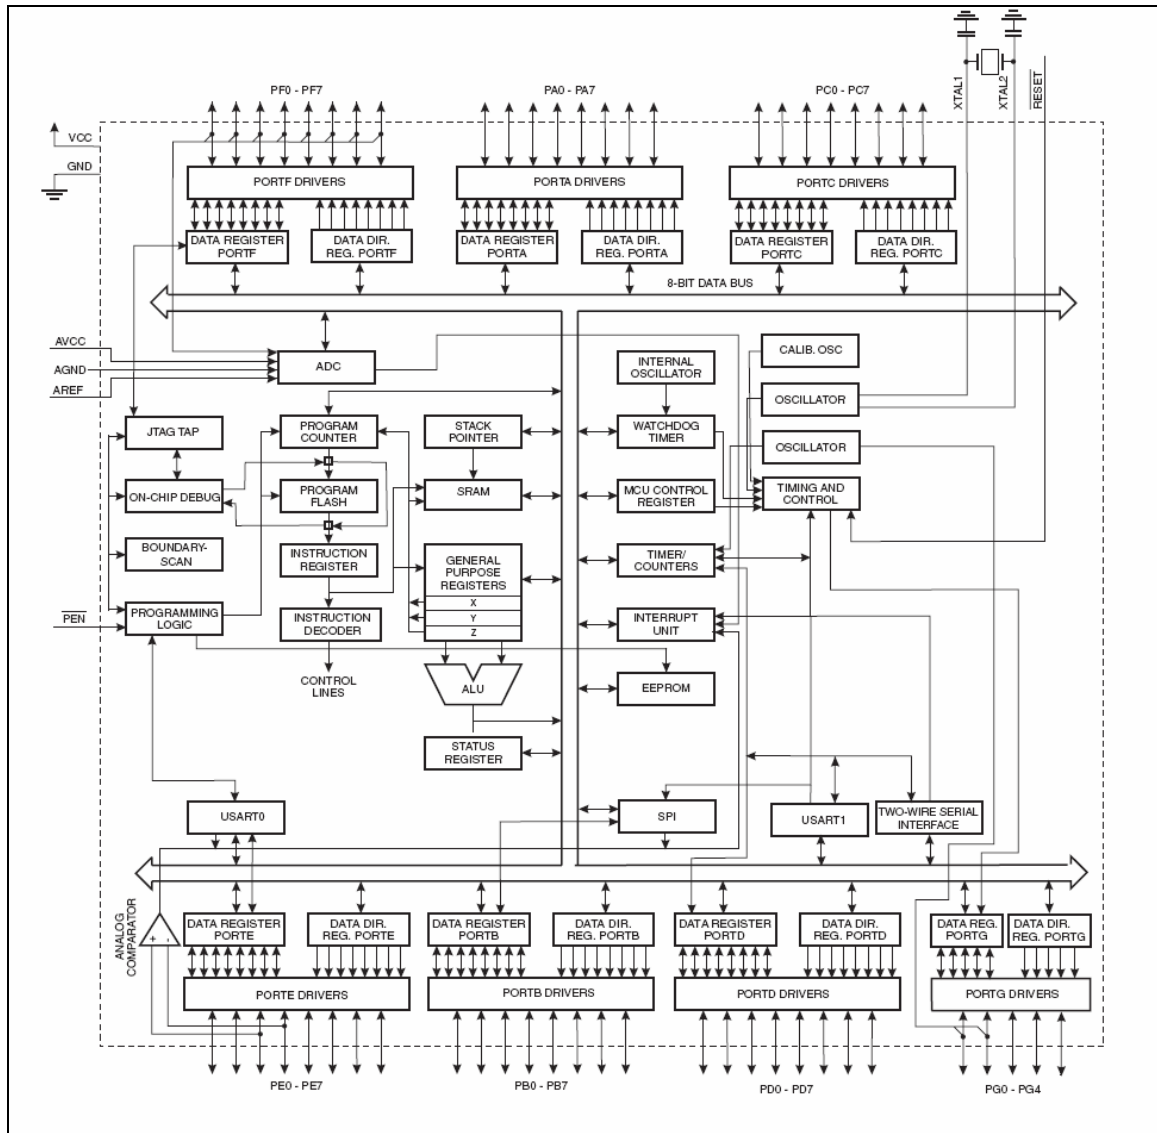 XTAL1
XTAL2
RESET
PF0 - PF7
PA0 - PA7
PC0 - PC7
VCC
GND
PORTF DRIVERS
PORTA DRIVERS
PORTC DRIVERS
DATA REGISTER
PORTF
DATA DIR.
REG. PORTF
DATA REGISTER
PORTA
DATA DIR.
REG. PORTA
DATA REGISTER
PORTC
DATA DIR.
REG. PORTC
8-BIT DATA BUS
AVCC
AGND
AREF
ADC
INTERNAL
OSCILLATOR
CALIB. OSC
OSCILLATOR
JTAG TAP
PROGRAM
COUNTER
STACK
POINTER
WATCHDOG
TIMER
OSCILLATOR
ON-CHIP DEBUG
PROGRAM
FLASH
SRAM
MCU CONTROL
REGISTER
TIMING AND
CONTROL
BOUNDARY-
SCAN
INSTRUCTION
REGISTER
GENERAL
PURPOSE
REGISTERS
X
Y
Z
TIMER/
COUNTERS
PEN
PROGRAMMING
LOGIC
INSTRUCTION
DECODER
INTERRUPT
UNIT
CONTROL
LINES
ALU
EEPROM
STATUS
REGISTER
USART0
SPI
USART1
TWO-WIRE SERIAL
INTERFACE
ANALOG
COMPARATOR
+ -
DATA REGISTER
PORTE
DATA DIR.
REG. PORTE
DATA REGISTER
PORTB
DATA DIR.
REG. PORTB
DATA REGISTER
PORTD
DATA DIR.
REG. PORTD
DATA REG.
PORTG
DATA DIR.
REG. PORTG
PORTE DRIVERS
PORTB DRIVERS
PORTD DRIVERS
PORTG DRIVERS
PE0 - PE7
PB0 - PB7
PD0 - PD7
PG0 - PG4